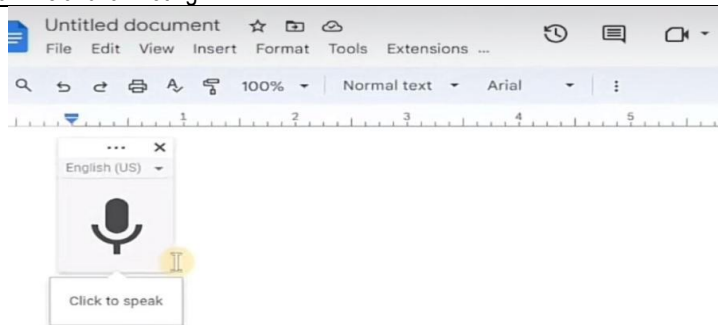 Untitled document
File Edit View Insert Format Tools Extensions ...
100% Normal text Arial
1 2 3 4 5
English (US)
Click to speak